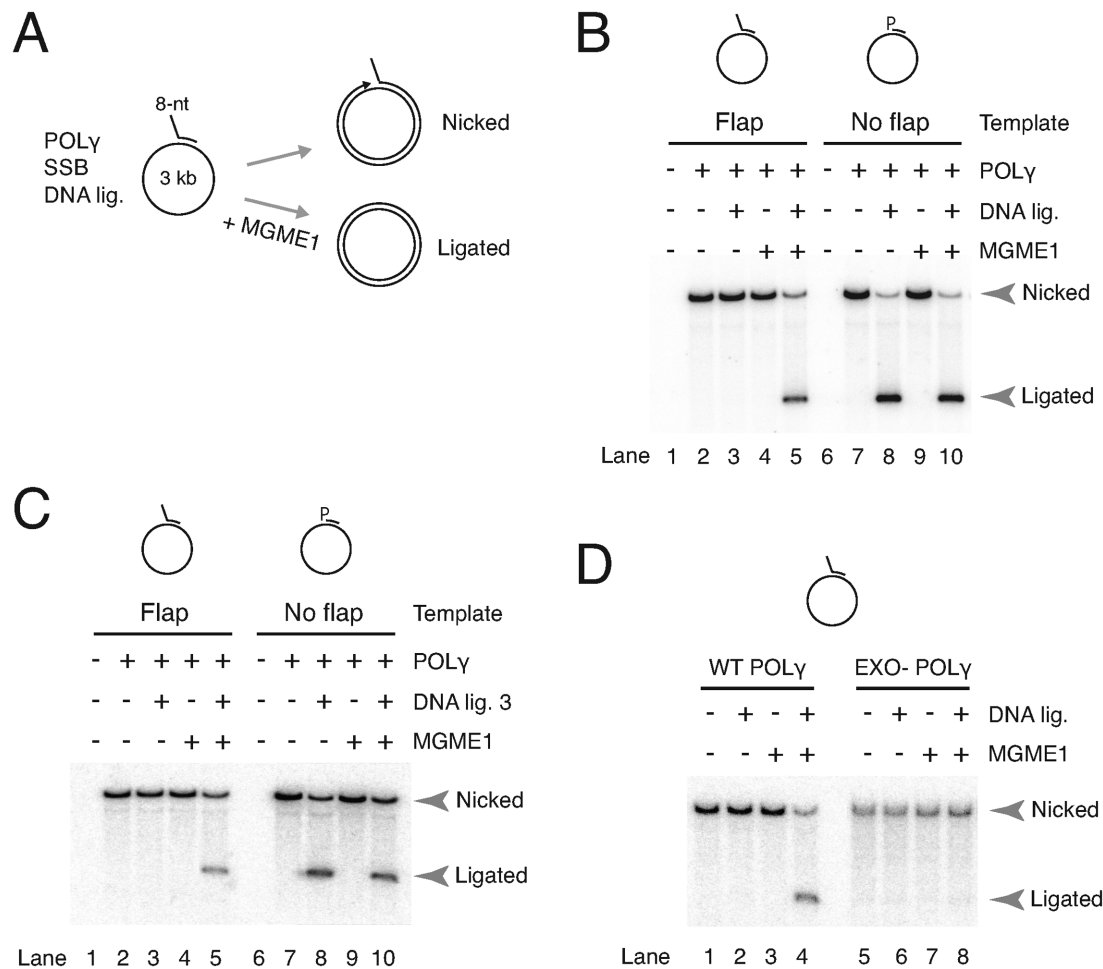 A
8-nt
POLγ
SSB
DNA lig.
3 kb
+ MGME1
Nicked
Ligated
B
P
Flap No flap Template
- + + + + - + + + + POLγ
- - + - + - - + - + DNA lig.
- - - + + - - - + + MGME1
Nicked
Ligated
Lane 1 2 3 4 5 6 7 8 9 10
C
P
Flap No flap Template
- + + + + - + + + + POLγ
- - + - + - - + - + DNA lig. 3
- - - + + - - - + + MGME1
Nicked
Ligated
Lane 1 2 3 4 5 6 7 8 9 10
D
WT POLγ EXO- POLγ
- + - + - + - + DNA lig.
- - + + - - + + MGME1
Nicked
Ligated
Lane 1 2 3 4 5 6 7 8